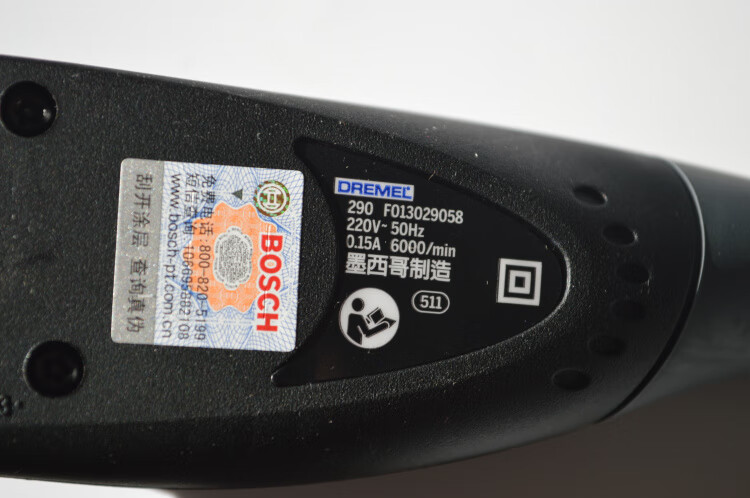 DREMEL
290 F013029058
220V~ 50Hz
0.15A 6000/min
墨西哥制造
511
BOSCH
免费电话:800-820-5199
短信查询:106695882108
www.bosch-pt.com.cn
刮开涂层 查询真伪